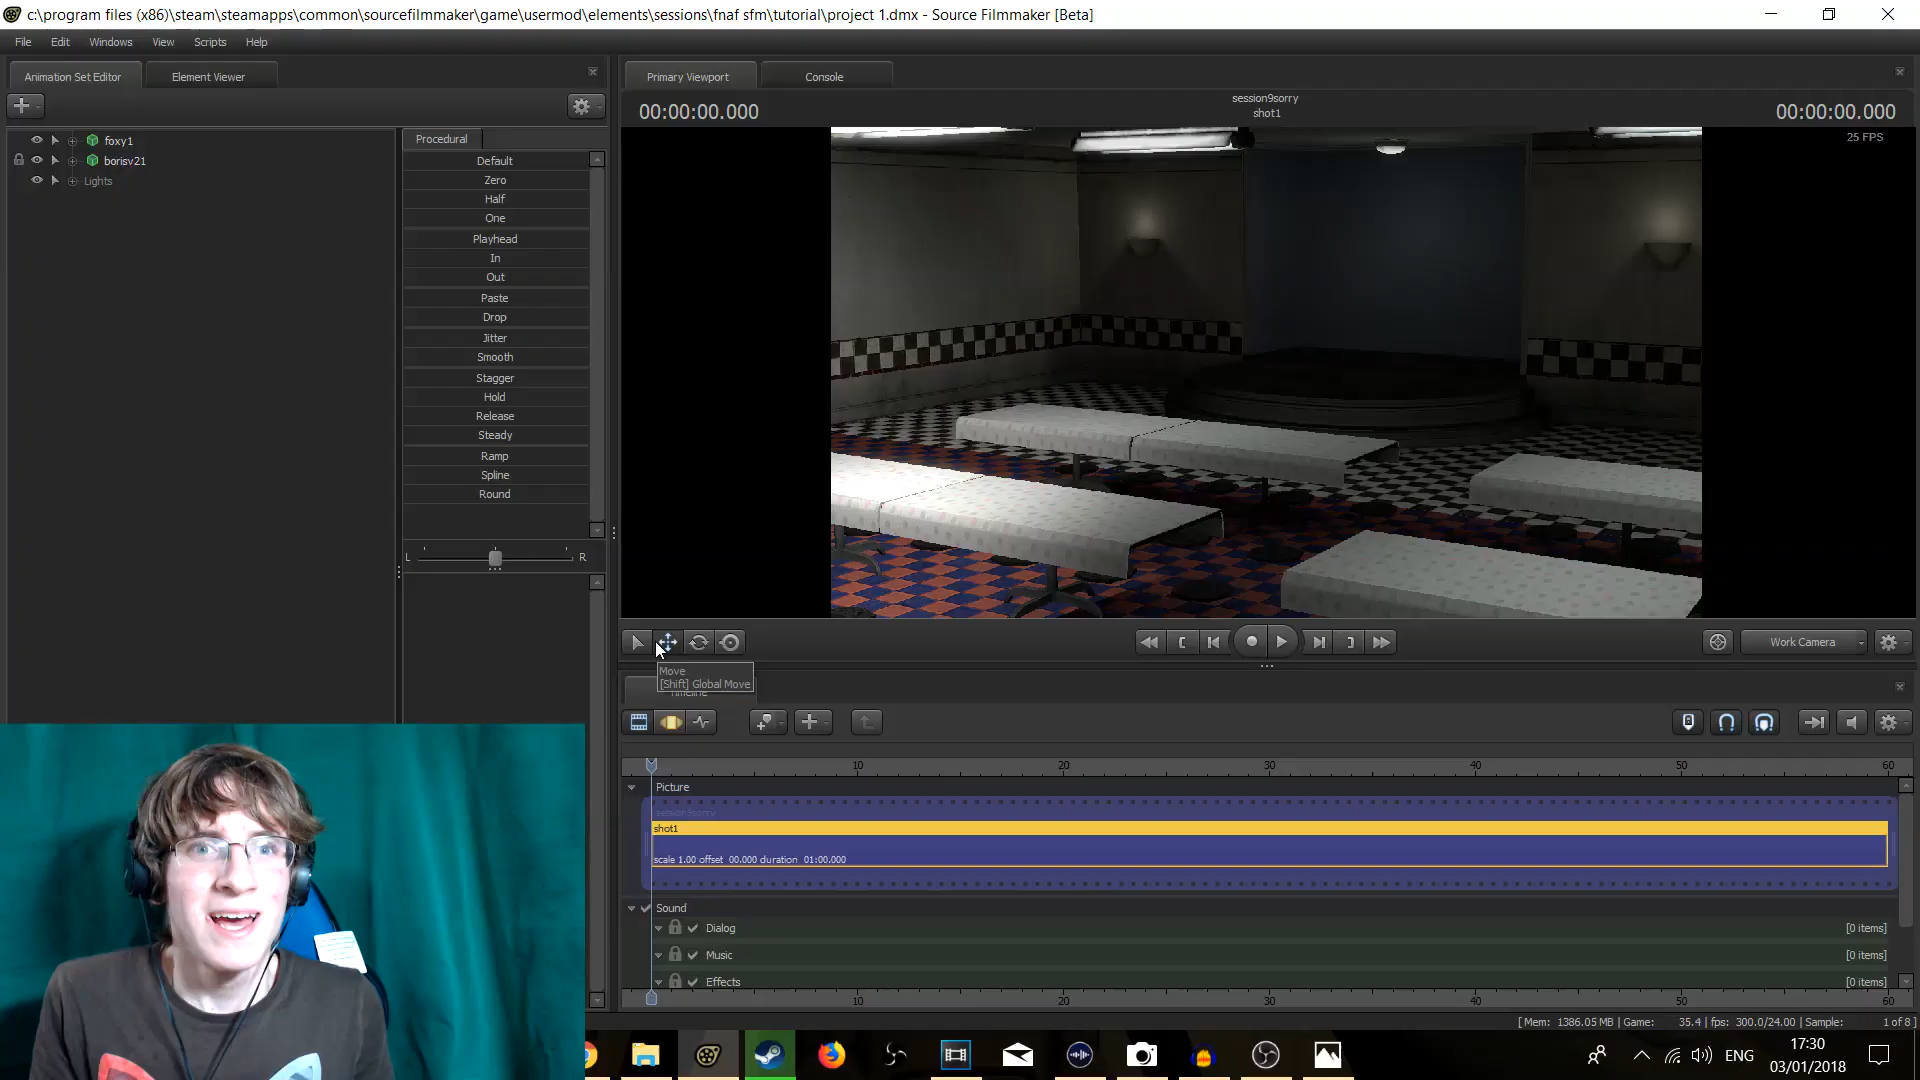 c:\program files (x86)\steam\steamapps\common\sourcefilmmaker\game\usermod\elements\sessions\fnaf sfm\tutorial\project 1.dmx - Source Filmmaker [Beta]
File Edit Windows View Scripts Help
Animation Set Editor Element Viewer
Primary Viewport Console
00:00:00.000
session9sorry
shot1
00:00:00.000
25 FPS
foxy1
borisv21
Lights
Procedural
Default
Zero
Half
One
Playhead
In
Out
Paste
Drop
Jitter
Smooth
Stagger
Hold
Release
Steady
Ramp
Spline
Round
L R
Work Camera
Move
[Shift] Global Move
Timeline
10 20 30 40 50 60
Picture
session9sorry
shot1
scale 1.00 offset 00.000 duration 01:00.000
Sound
Dialog [0 items]
Music [0 items]
Effects [0 items]
10 20 30 40 50 60
[ Mem: 1386.05 MB | Game: 35.4 | fps: 300.0/24.00 | Sample: 1 of 8 ]
ENG
17:30
03/01/2018